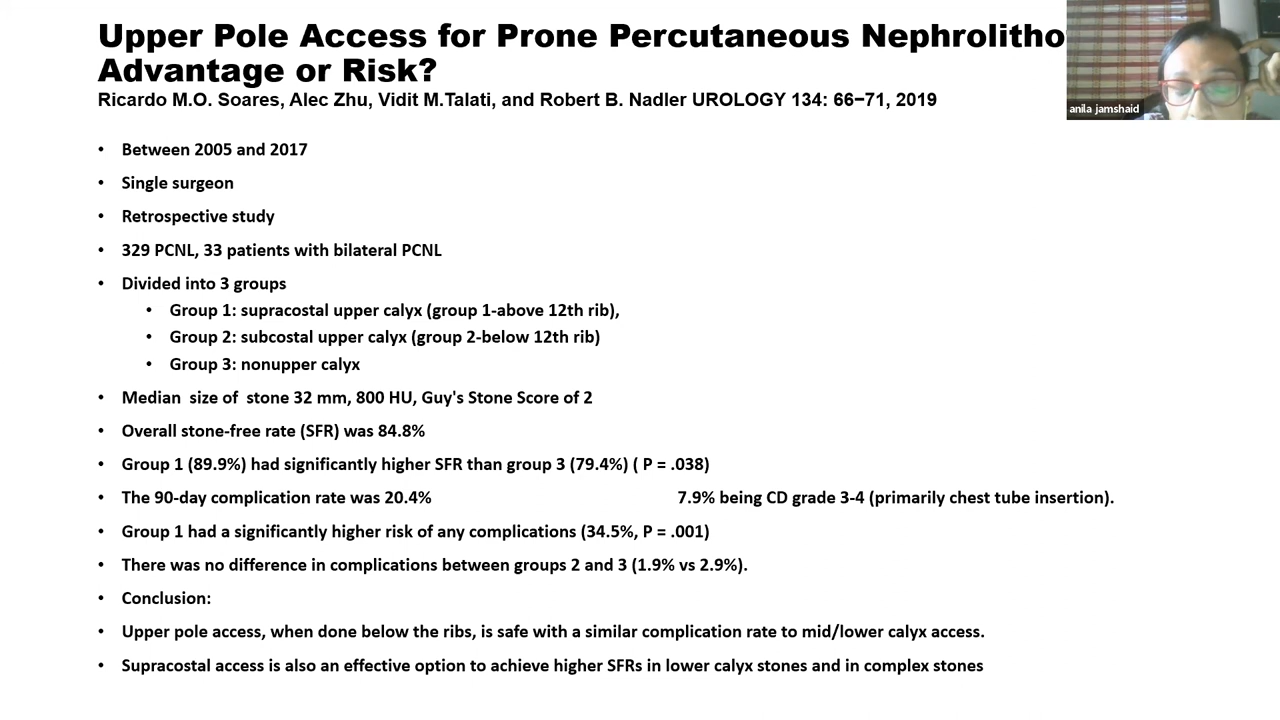 Upper Pole Access for Prone Percutaneous
Advantage or Risk?
Ricardo M.O. Soares, Alec Zhu, Vidit M.Talati, and Robert B. Nadler UROLOGY 134: 66−71, 2019
anila jamshaid
• Between 2005 and 2017
• Single surgeon
• Retrospective study
• 329 PCNL, 33 patients with bilateral PCNL
• Divided into 3 groups
• Group 1: supracostal upper calyx (group 1-above 12th rib),
• Group 2: subcostal upper calyx (group 2-below 12th rib)
• Group 3: nonupper calyx
• Median size of stone 32 mm, 800 HU, Guy's Stone Score of 2
• Overall stone-free rate (SFR) was 84.8%
• Group 1 (89.9%) had significantly higher SFR than group 3 (79.4%) ( P = .038)
• The 90-day complication rate was 20.4% 7.9% being CD grade 3-4 (primarily chest tube insertion).
• Group 1 had a significantly higher risk of any complications (34.5%, P = .001)
• There was no difference in complications between groups 2 and 3 (1.9% vs 2.9%).
• Conclusion:
• Upper pole access, when done below the ribs, is safe with a similar complication rate to mid/lower calyx access.
• Supracostal access is also an effective option to achieve higher SFRs in lower calyx stones and in complex stones